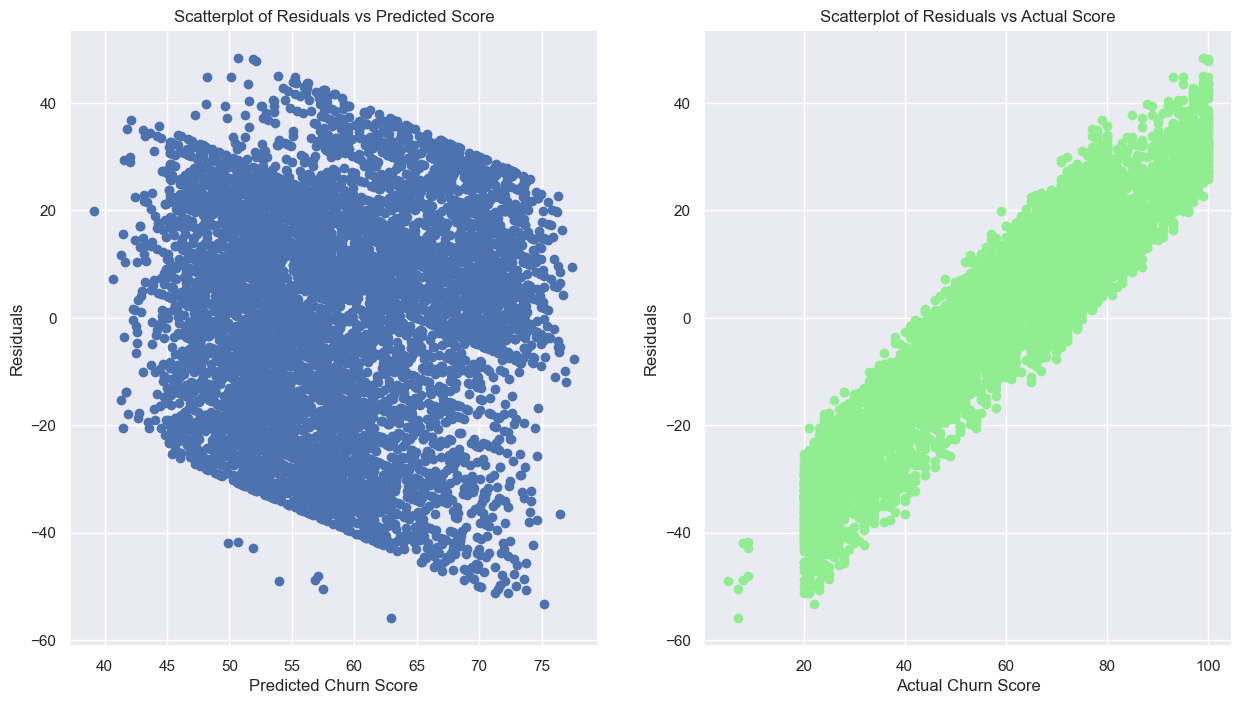 Scatterplot of Residuals vs Predicted Score
Residuals
40
20
0
−20
−40
−60
40 45 50 55 60 65 70 75
Predicted Churn Score
Scatterplot of Residuals vs Actual Score
Residuals
40
20
0
−20
−40
−60
20 40 60 80 100
Actual Churn Score